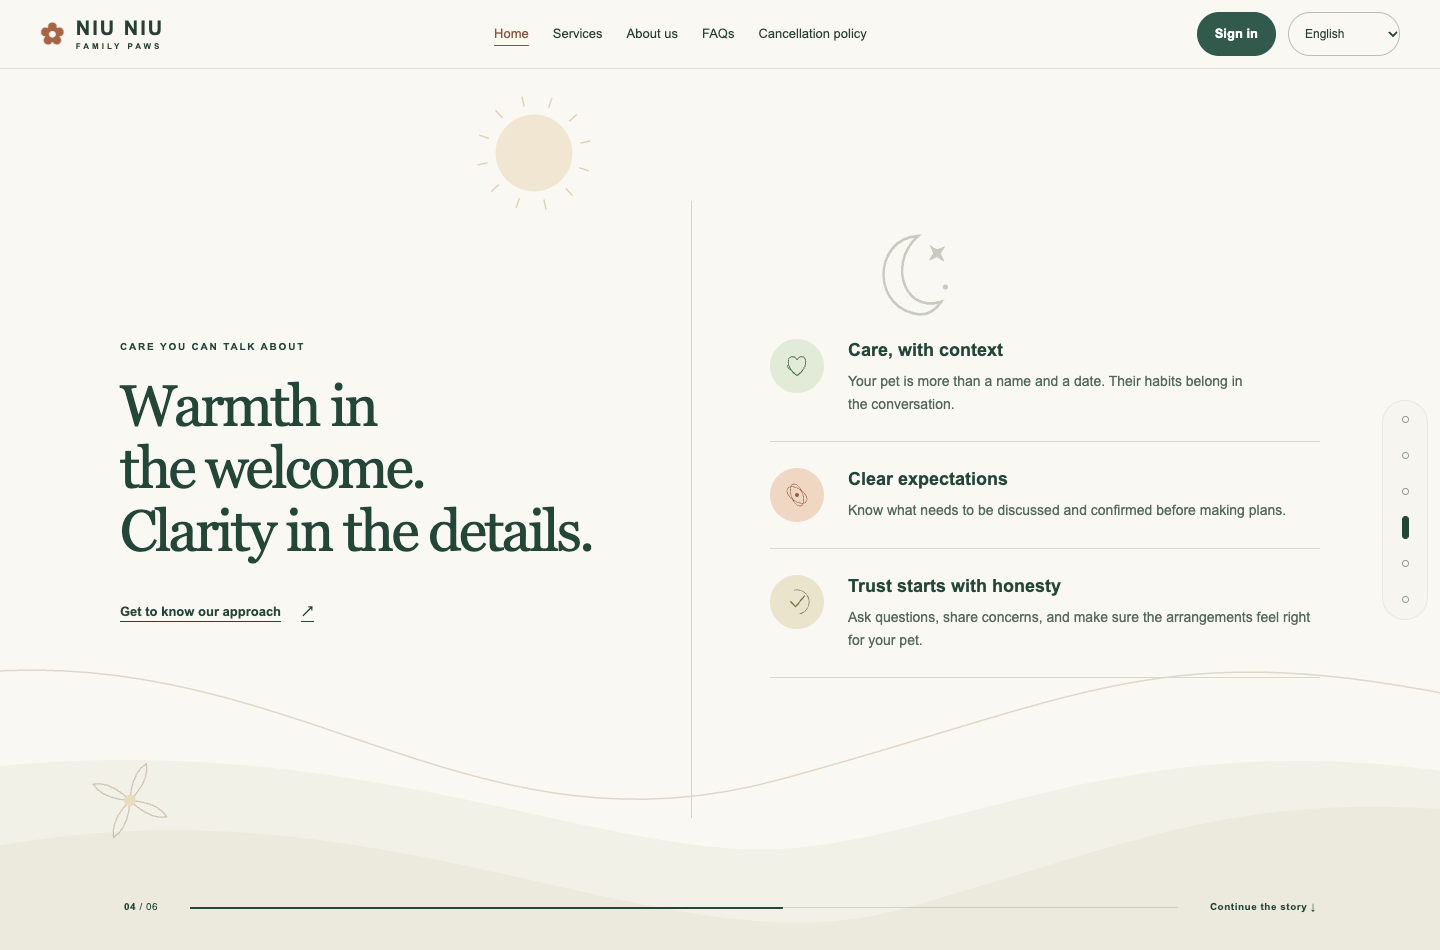 NIU NIU
FAMILY PAWS
Home
Services
About us
FAQs
Cancellation policy
Sign in
English
CARE YOU CAN TALK ABOUT
Warmth in
the welcome.
Clarity in the details.
Get to know our approach ↗
Care, with context
Your pet is more than a name and a date. Their habits belong in
the conversation.
Clear expectations
Know what needs to be discussed and confirmed before making plans.
Trust starts with honesty
Ask questions, share concerns, and make sure the arrangements feel right
for your pet.
04 / 06
Continue the story ↓